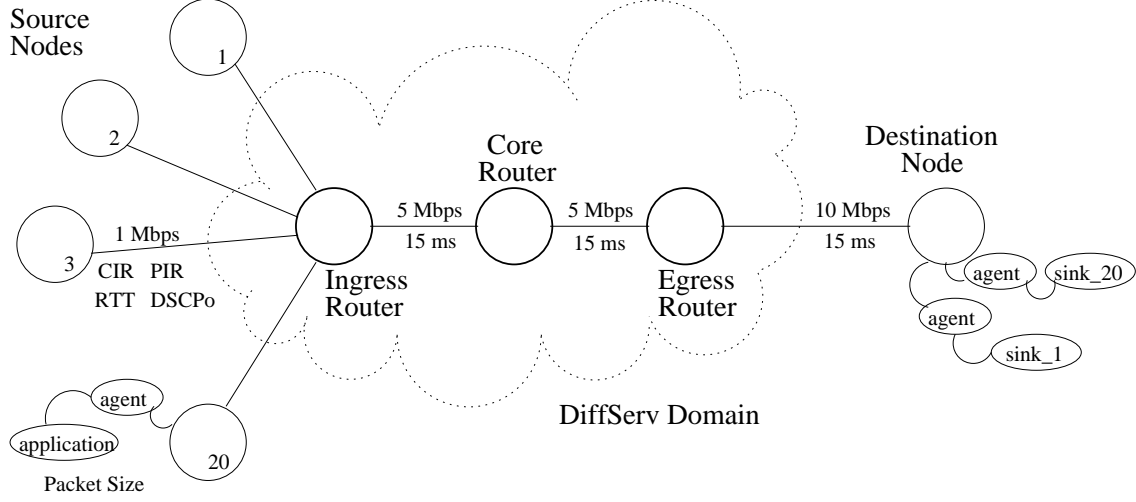 Source
Nodes
1
2
3
1 Mbps
CIR PIR
RTT DSCPo
Ingress
Router
5 Mbps
15 ms
Core
Router
5 Mbps
15 ms
Egress
Router
10 Mbps
15 ms
Destination
Node
agent
sink_20
agent
sink_1
agent
application
20
Packet Size
DiffServ Domain